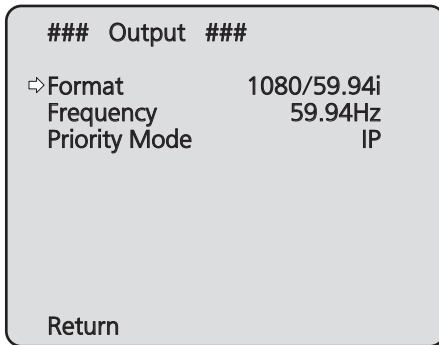 ### Output ###
⇨Format 1080/59.94i
Frequency 59.94Hz
Priority Mode IP
Return